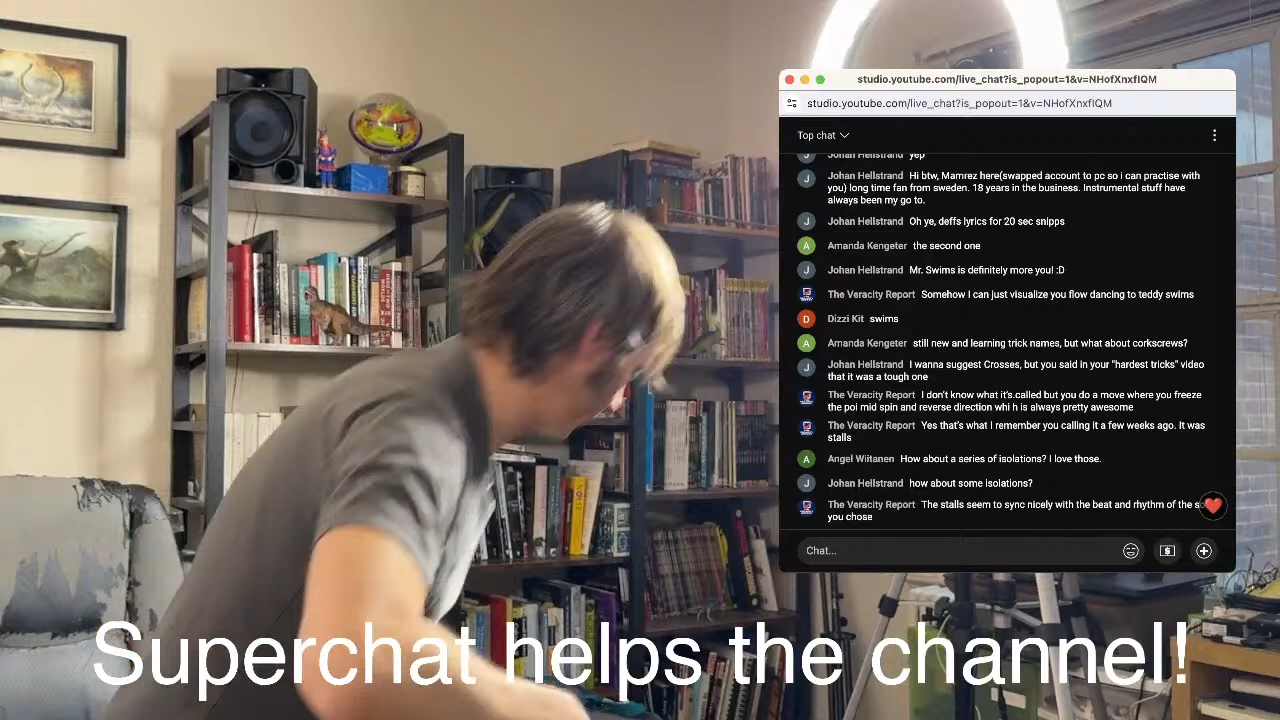 studio.youtube.com/live_chat?is_popout=1&v=NHofXnxfIQM
studio.youtube.com/live_chat?is_popout=1&v=NHofXnxfIQM
Top chat
Johan Hellstrand yep
Johan Hellstrand Hi btw, Mamrez here(swapped account to pc so i can practise with
you) long time fan from sweden. 18 years in the business. Instrumental stuff have
always been my go to.
Johan Hellstrand Oh ye, deffs lyrics for 20 sec snipps
Amanda Kengeter the second one
Johan Hellstrand Mr. Swims is definitely more you! :D
The Veracity Report Somehow I can just visualize you flow dancing to teddy swims
Dizzi Kit swims
Amanda Kengeter still new and learning trick names, but what about corkscrews?
Johan Hellstrand I wanna suggest Crosses, but you said in your "hardest tricks" video
that it was a tough one
The Veracity Report I don't know what it's.called but you do a move where you freeze
the poi mid spin and reverse direction whi h is always pretty awesome
The Veracity Report Yes that's what I remember you calling it a few weeks ago. It was
stalls
Angel Wiitanen How about a series of isolations? I love those.
Johan Hellstrand how about some isolations?
The Veracity Report The stalls seem to sync nicely with the beat and rhythm of the s
you chose
Chat...
NOISE
Superchat helps the channel!